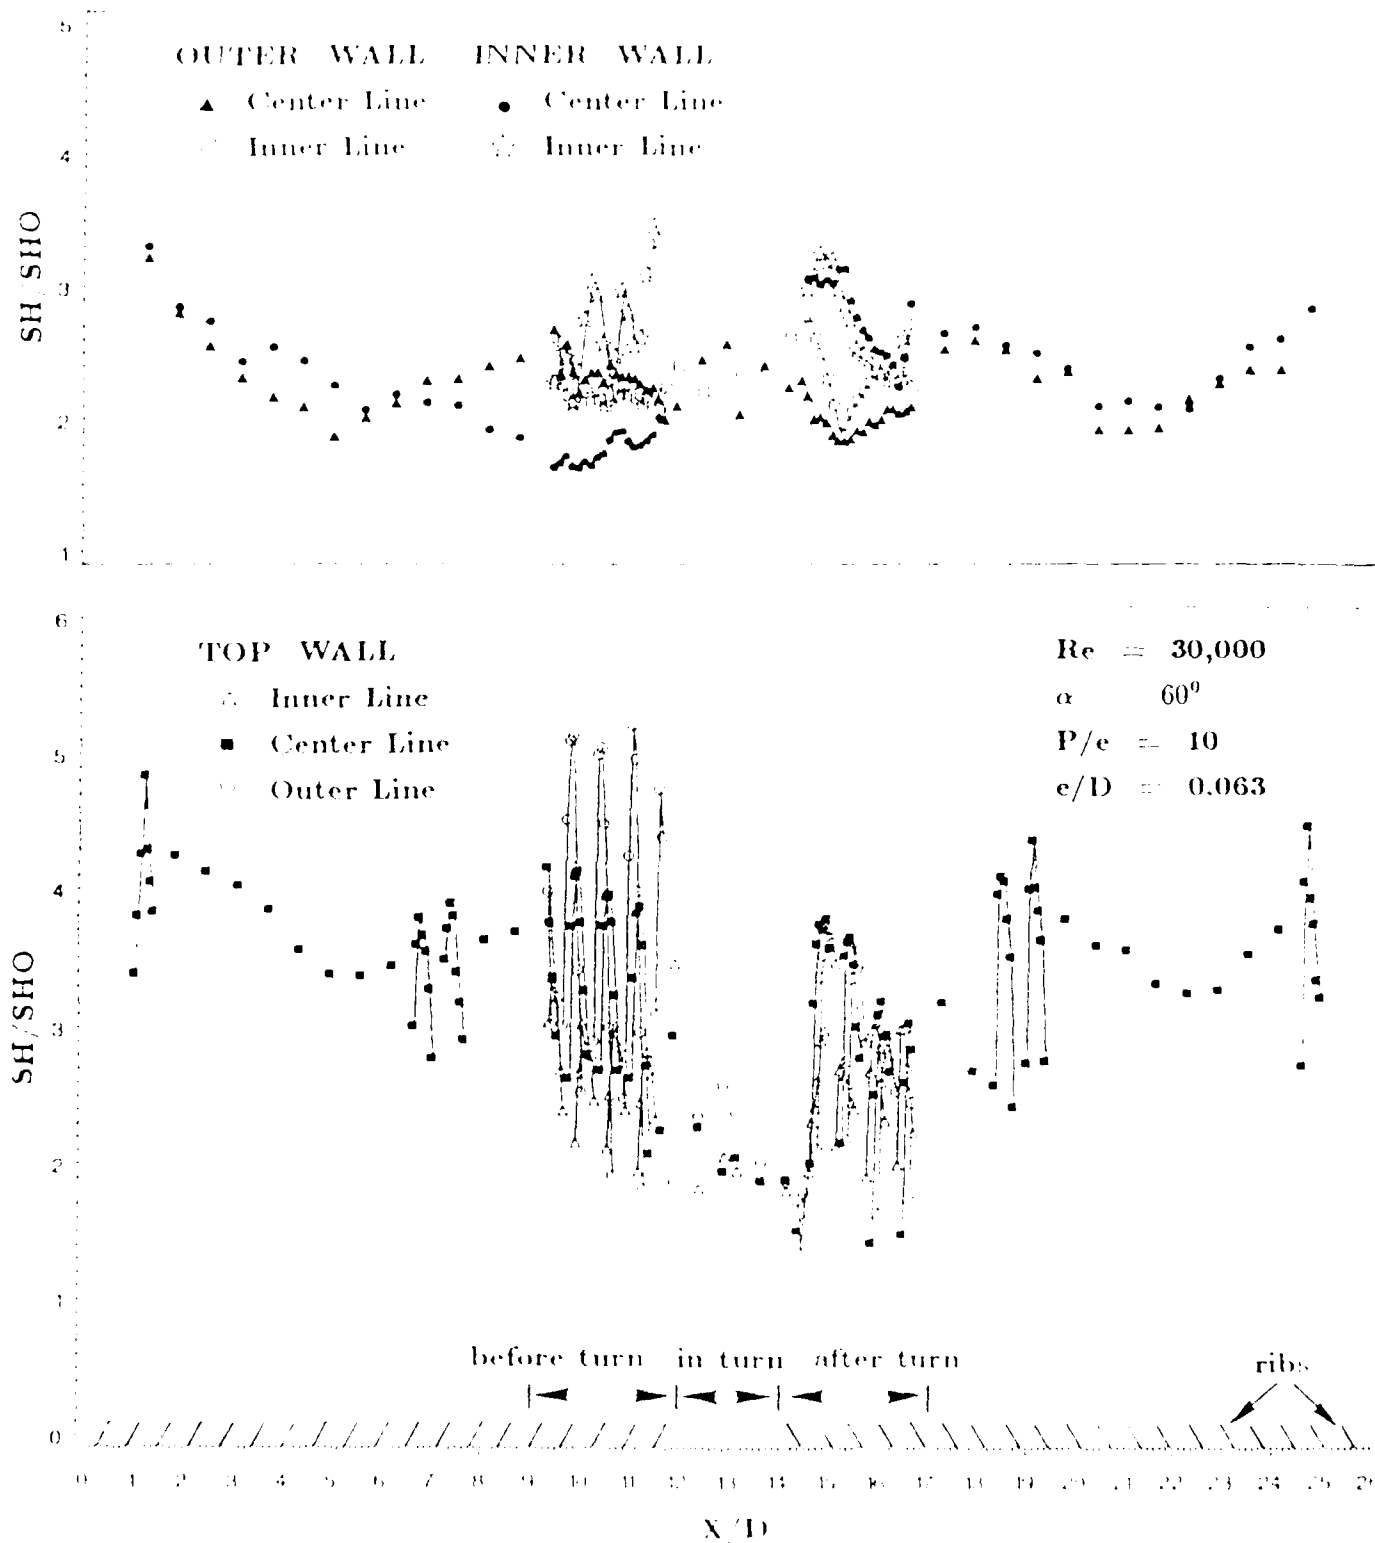 5
OUTER WALL INNER WALL
▲ Center Line ● Center Line
Inner Line ☆ Inner Line
4
3
2
1
SH/SHO
6
TOP WALL
△ Inner Line
■ Center Line
Outer Line
Re = 30,000
α 60⁰
P/e = 10
e/D = 0.063
5
4
3
2
1
0
SH/SHO
before turn in turn after turn
ribs
0 1 2 3 4 5 6 7 8 9 10 11 12 13 14 15 16 17 18 19 20 21 22 23 24 25 26
X/D